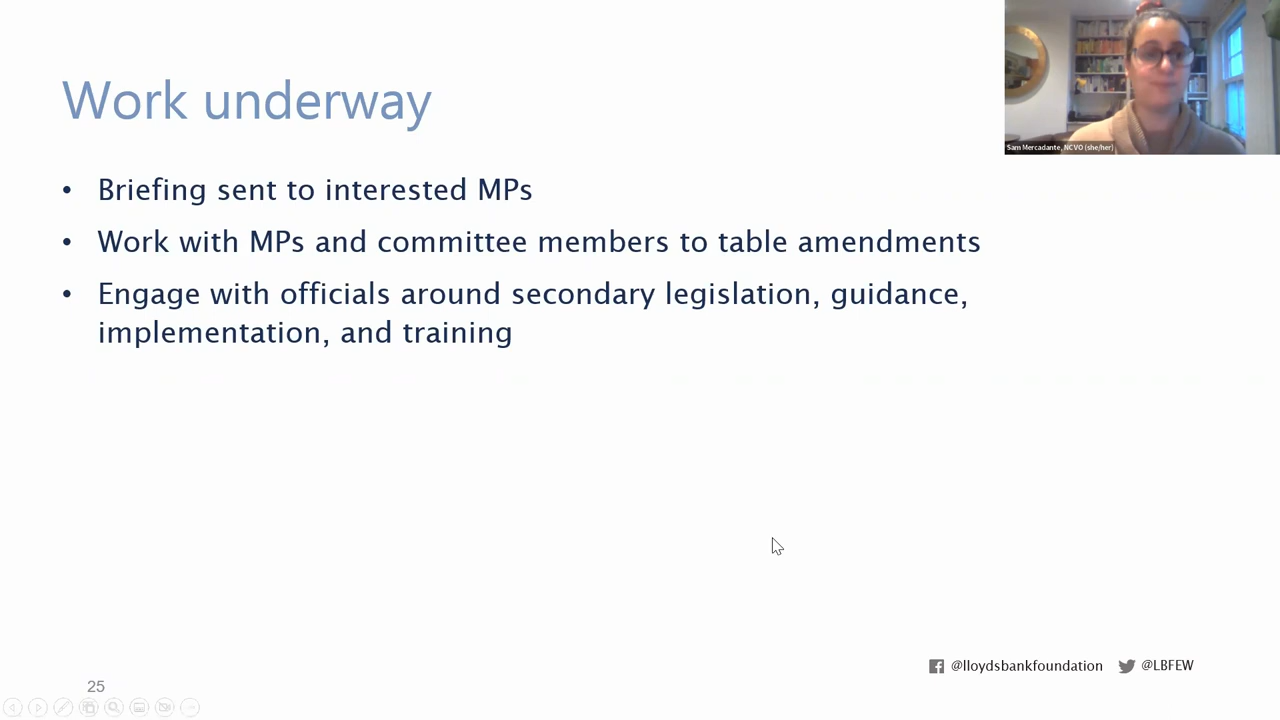 Work underway
Sam Mercadante, NCVO (she/her)
• Briefing sent to interested MPs
• Work with MPs and committee members to table amendments
• Engage with officials around secondary legislation, guidance,
implementation, and training
@lloydsbankfoundation @LBFEW
25